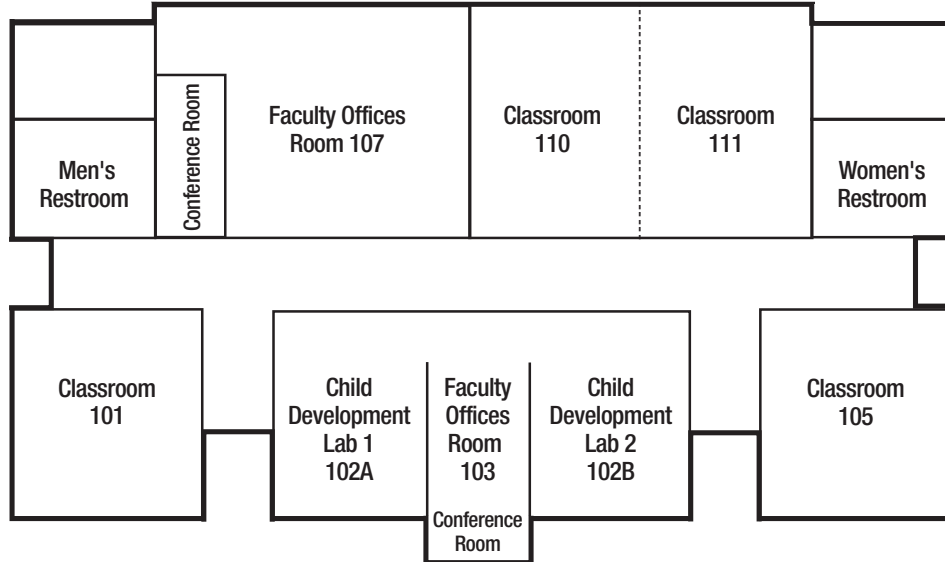 Conference Room
Faculty Offices
Room 107
Classroom
110
Classroom
111
Men's
Restroom
Women's
Restroom
Classroom
101
Child
Development
Lab 1
102A
Faculty
Offices
Room
103
Conference
Room
Child
Development
Lab 2
102B
Classroom
105